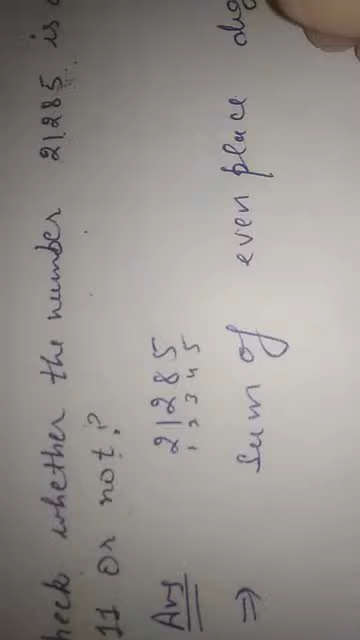 heck whether the number 21285 is
11 or not?
Ans 21285
1 2 3 4 5
⇒ Sum of even place dig